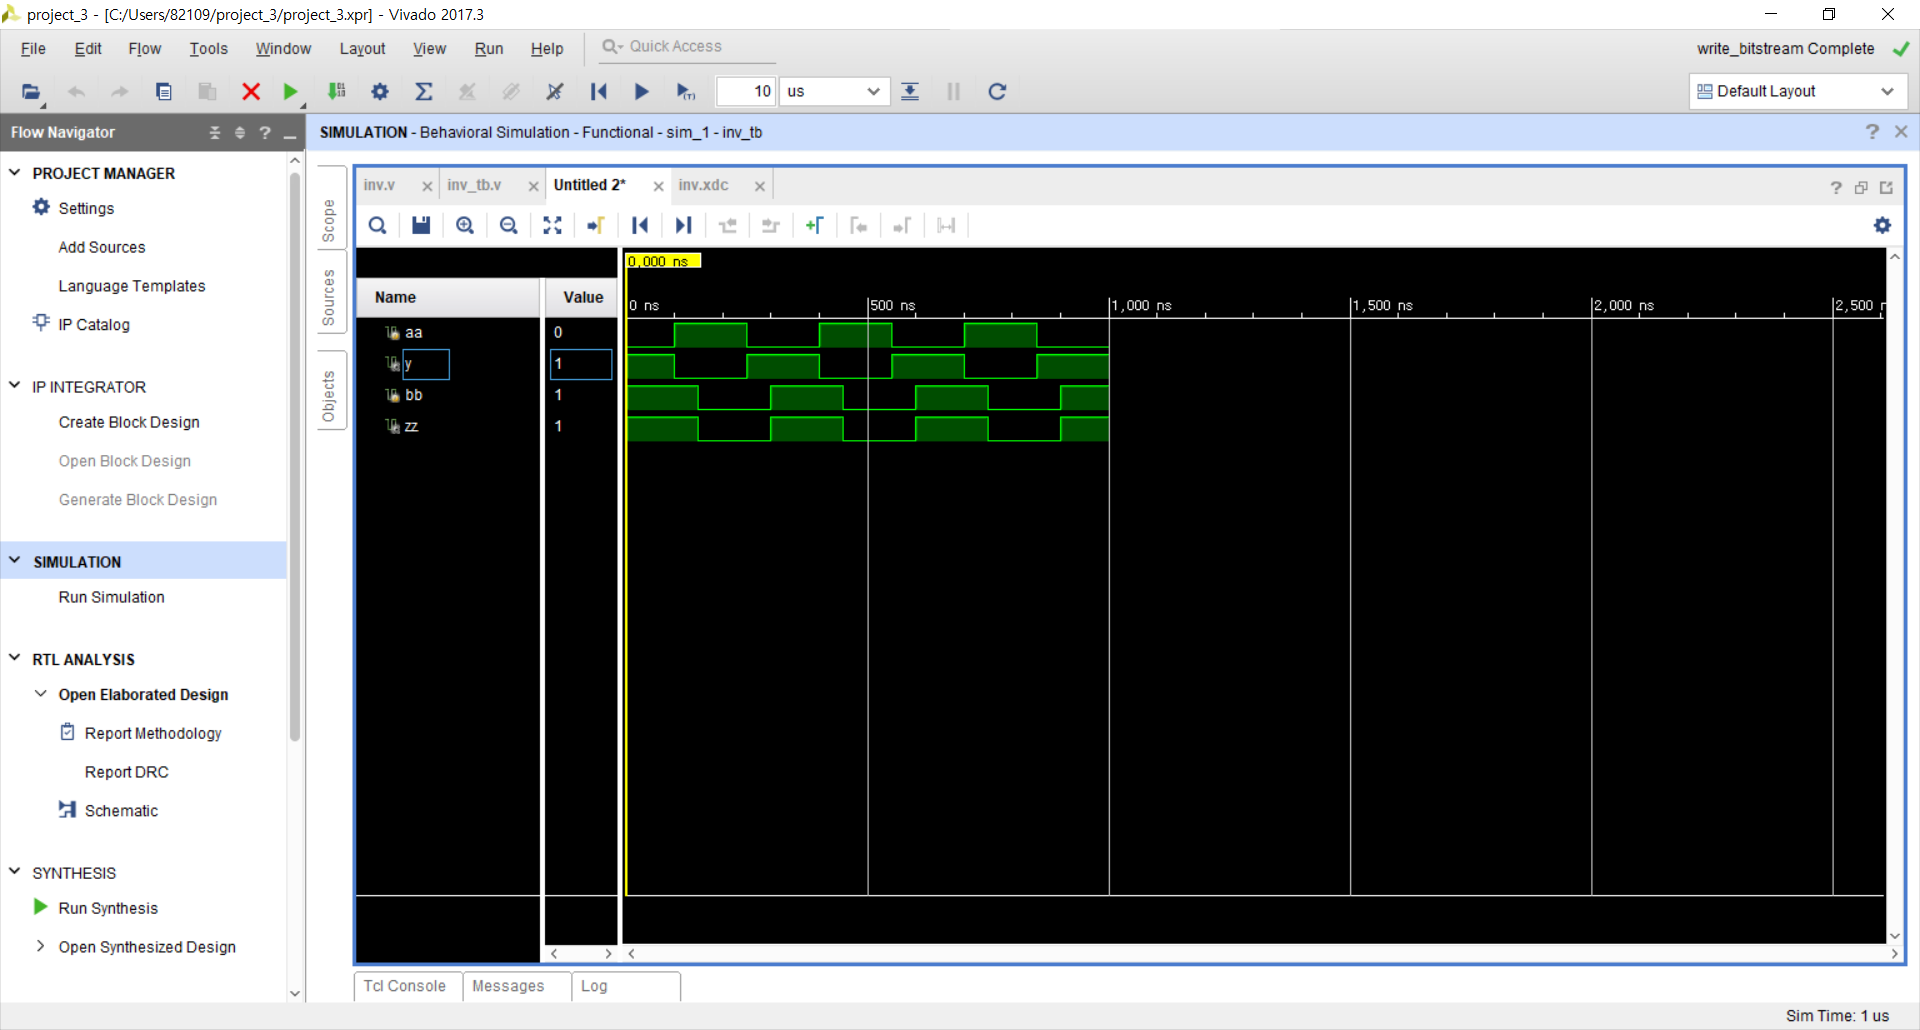 project_3 - [C:/Users/82109/project_3/project_3.xpr] - Vivado 2017.3
File Edit Flow Tools Window Layout View Run Help Quick Access
write_bitstream Complete
10 us
Default Layout
Flow Navigator
SIMULATION - Behavioral Simulation - Functional - sim_1 - inv_tb
PROJECT MANAGER
Settings
Add Sources
Language Templates
IP Catalog
IP INTEGRATOR
Create Block Design
Open Block Design
Generate Block Design
SIMULATION
Run Simulation
RTL ANALYSIS
Open Elaborated Design
Report Methodology
Report DRC
Schematic
SYNTHESIS
Run Synthesis
Open Synthesized Design
Scope
Sources
Objects
inv.v inv_tb.v Untitled 2* inv.xdc
0,000 ns
Name Value
0 ns 500 ns 1,000 ns 1,500 ns 2,000 ns 2,500
aa 0
y 1
bb 1
zz 1
Tcl Console Messages Log
Sim Time: 1 us